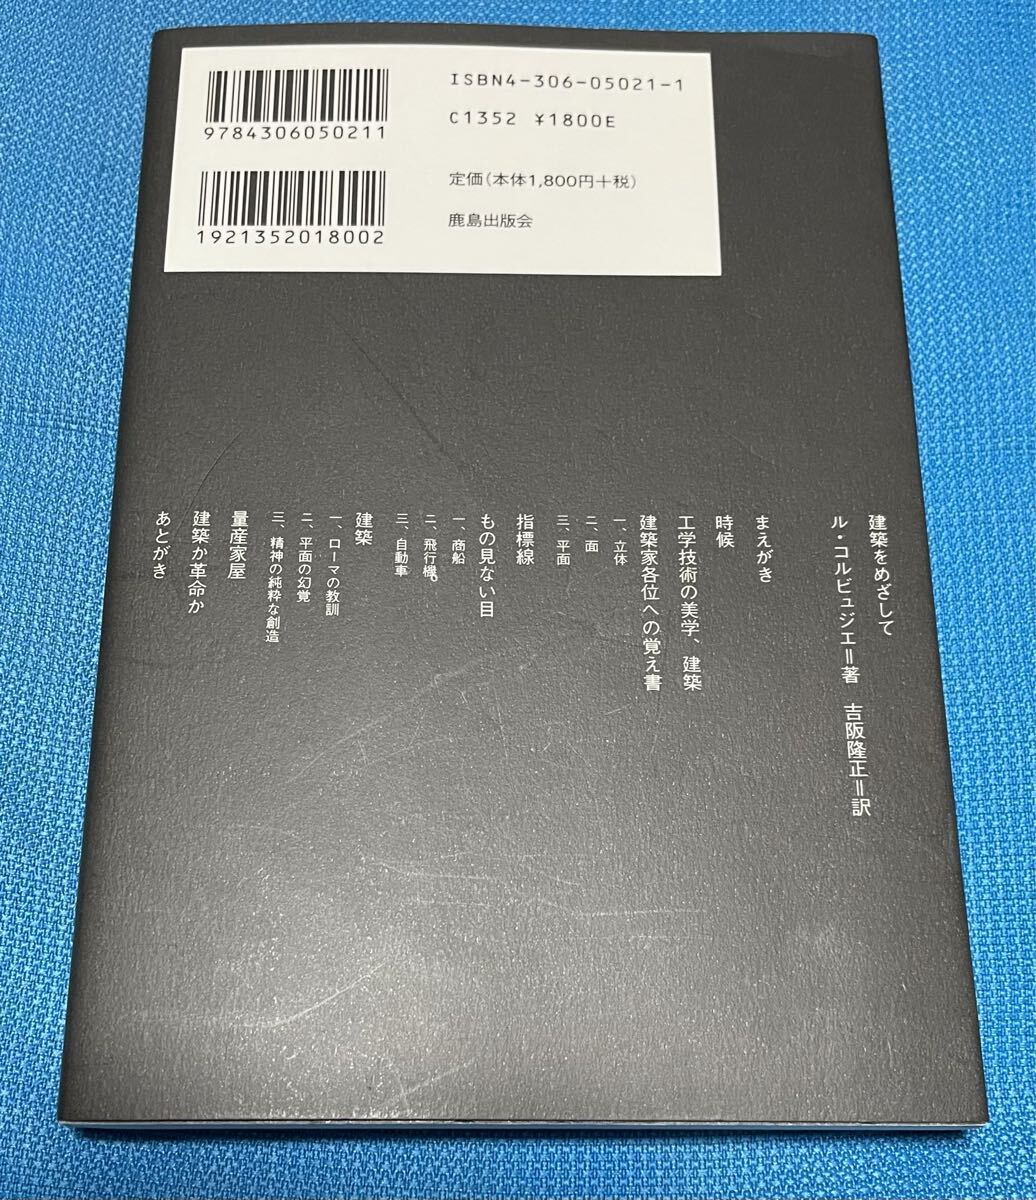 ISBN4-306-05021-1
C1352 ¥1800E
9784306050211
定価(本体1,800円+税)
鹿島出版会
1921352018002
建築をめざして
ル・コルビュジエ=著 吉阪隆正=訳
まえがき
時候
工学技術の美学、建築
建築家各位への覚え書
一、立体
二、面
三、平面
指標線
もの見ない目
一、商船
二、飛行機。
三、自動車
建築
一、ローマの教訓
二、平面の幻覚
三、精神の純粋な創造
量産家屋
建築か革命か
あとがき